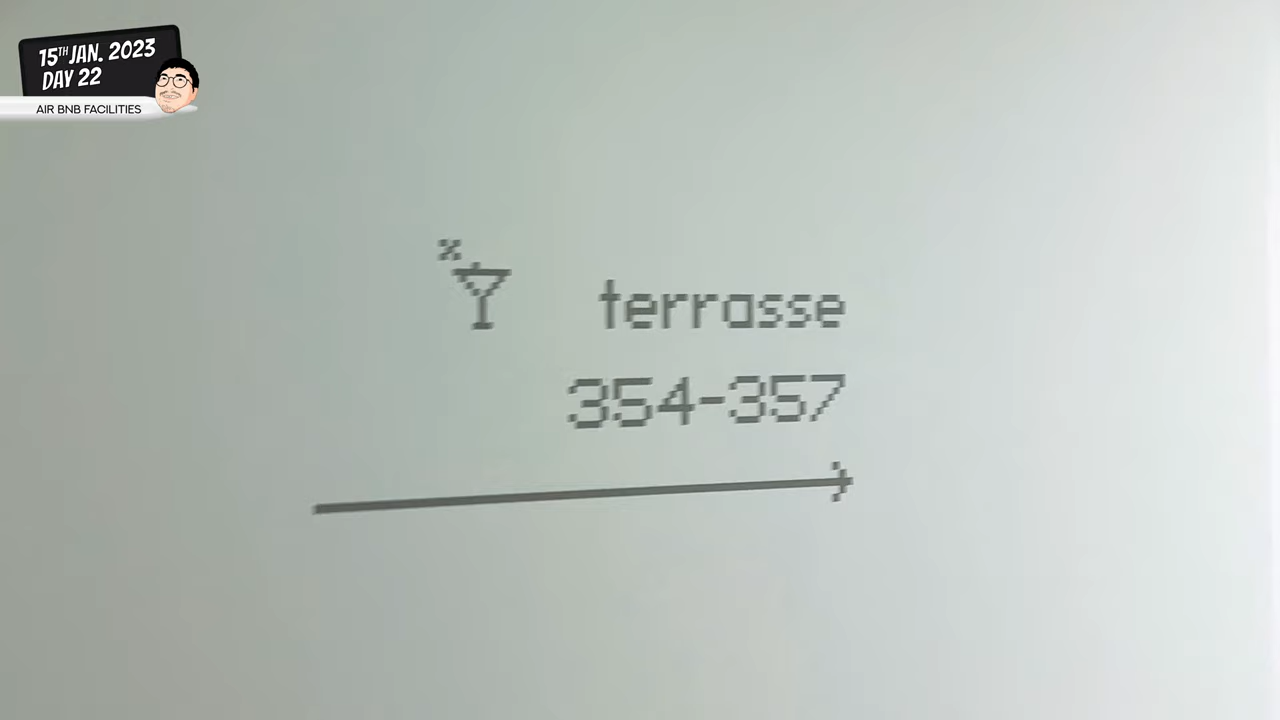 15TH JAN. 2023
DAY 22
AIR BNB FACILITIES
terrasse
354-357